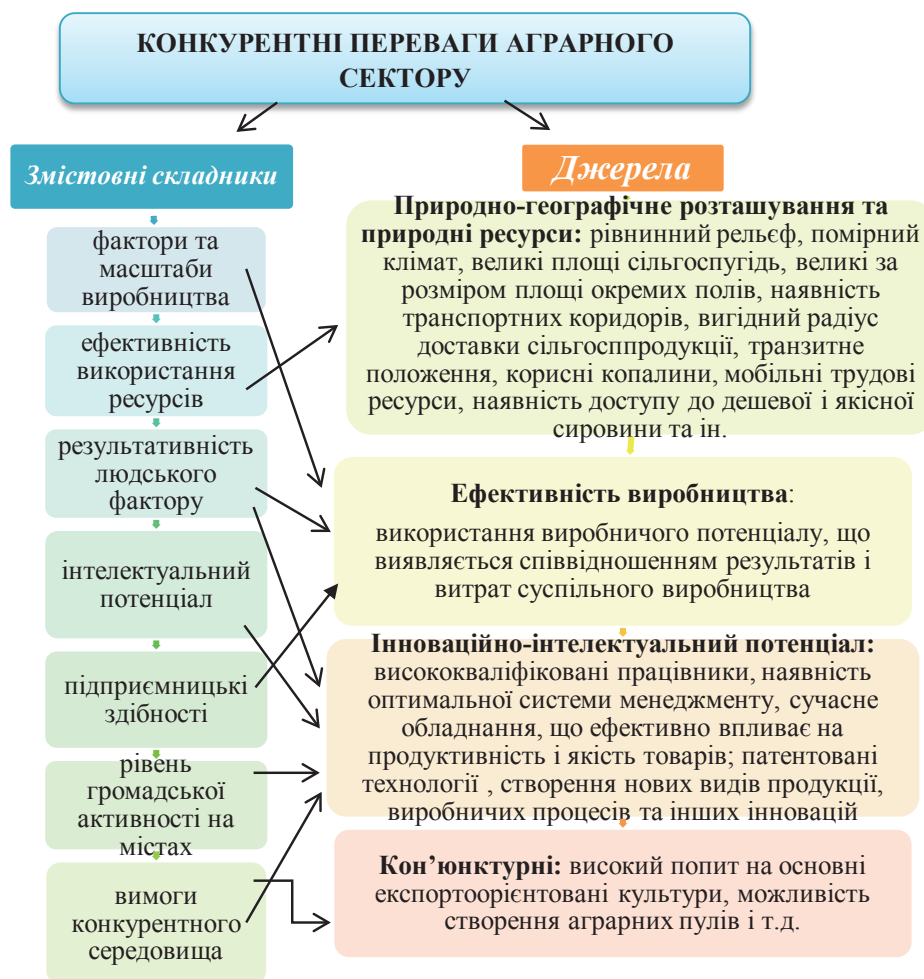 КОНКУРЕНТНІ ПЕРЕВАГИ АГРАРНОГО
СЕКТОРУ
Змістовні складники
фактори та
масштаби
виробництва
ефективність
використання
ресурсів
результативність
людського
фактору
інтелектуальний
потенціал
підприємницькі
здібності
рівень
громадської
активності на
містах
вимоги
конкурентного
середовища
Джерела
Природно-географічне розташування та
природні ресурси: рівнинний рельєф, помірний
клімат, великі площі сільгоспугідь, великі за
розміром площі окремих полів, наявність
транспортних коридорів, вигідний радіус
доставки сільгосппродукції, транзитне
положення, корисні копалини, мобільні трудові
ресурси, наявність доступу до дешевої і якісної
сировини та ін.
Ефективність виробництва:
використання виробничого потенціалу, що
виявляється співвідношенням результатів і
витрат суспільного виробництва
Інноваційно-інтелектуальний потенціал:
висококваліфіковані працівники, наявність
оптимальної системи менеджменту, сучасне
обладнання, що ефективно впливає на
продуктивність і якість товарів; патентовані
технології , створення нових видів продукції,
виробничих процесів та інших інновацій
Кон’юнктурні: високий попит на основні
експортоорієнтовані культури, можливість
створення аграрних пулів і т.д.